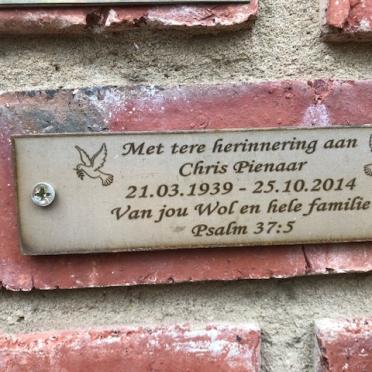 Met tere herinnering aan
Chris Pienaar
21.03.1939 - 25.10.2014
Van jou Wol en hele familie
Psalm 37:5